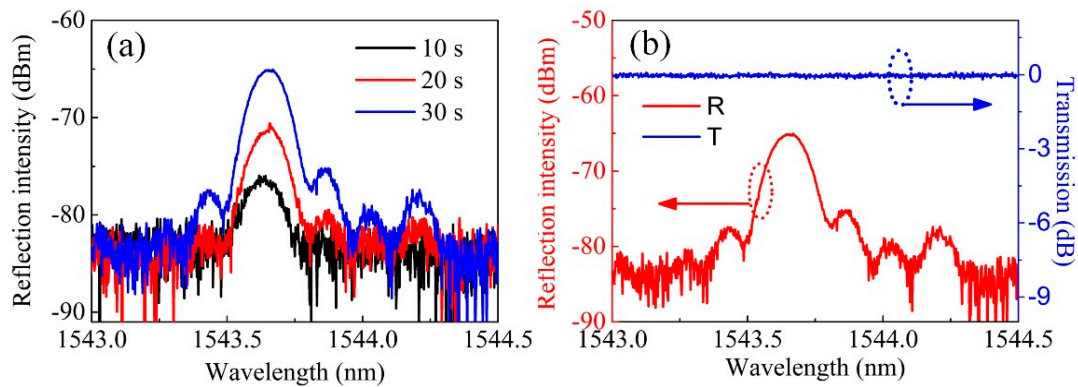 (a)
10 s
20 s
30 s
-60
-70
-80
-90
Reflection intensity (dBm)
1543.0 1543.5 1544.0 1544.5
Wavelength (nm)
(b)
R
T
-50
-60
-70
-80
-90
Reflection intensity (dBm)
0
-3
-6
-9
Transmission (dB)
1543.0 1543.5 1544.0 1544.5
Wavelength (nm)